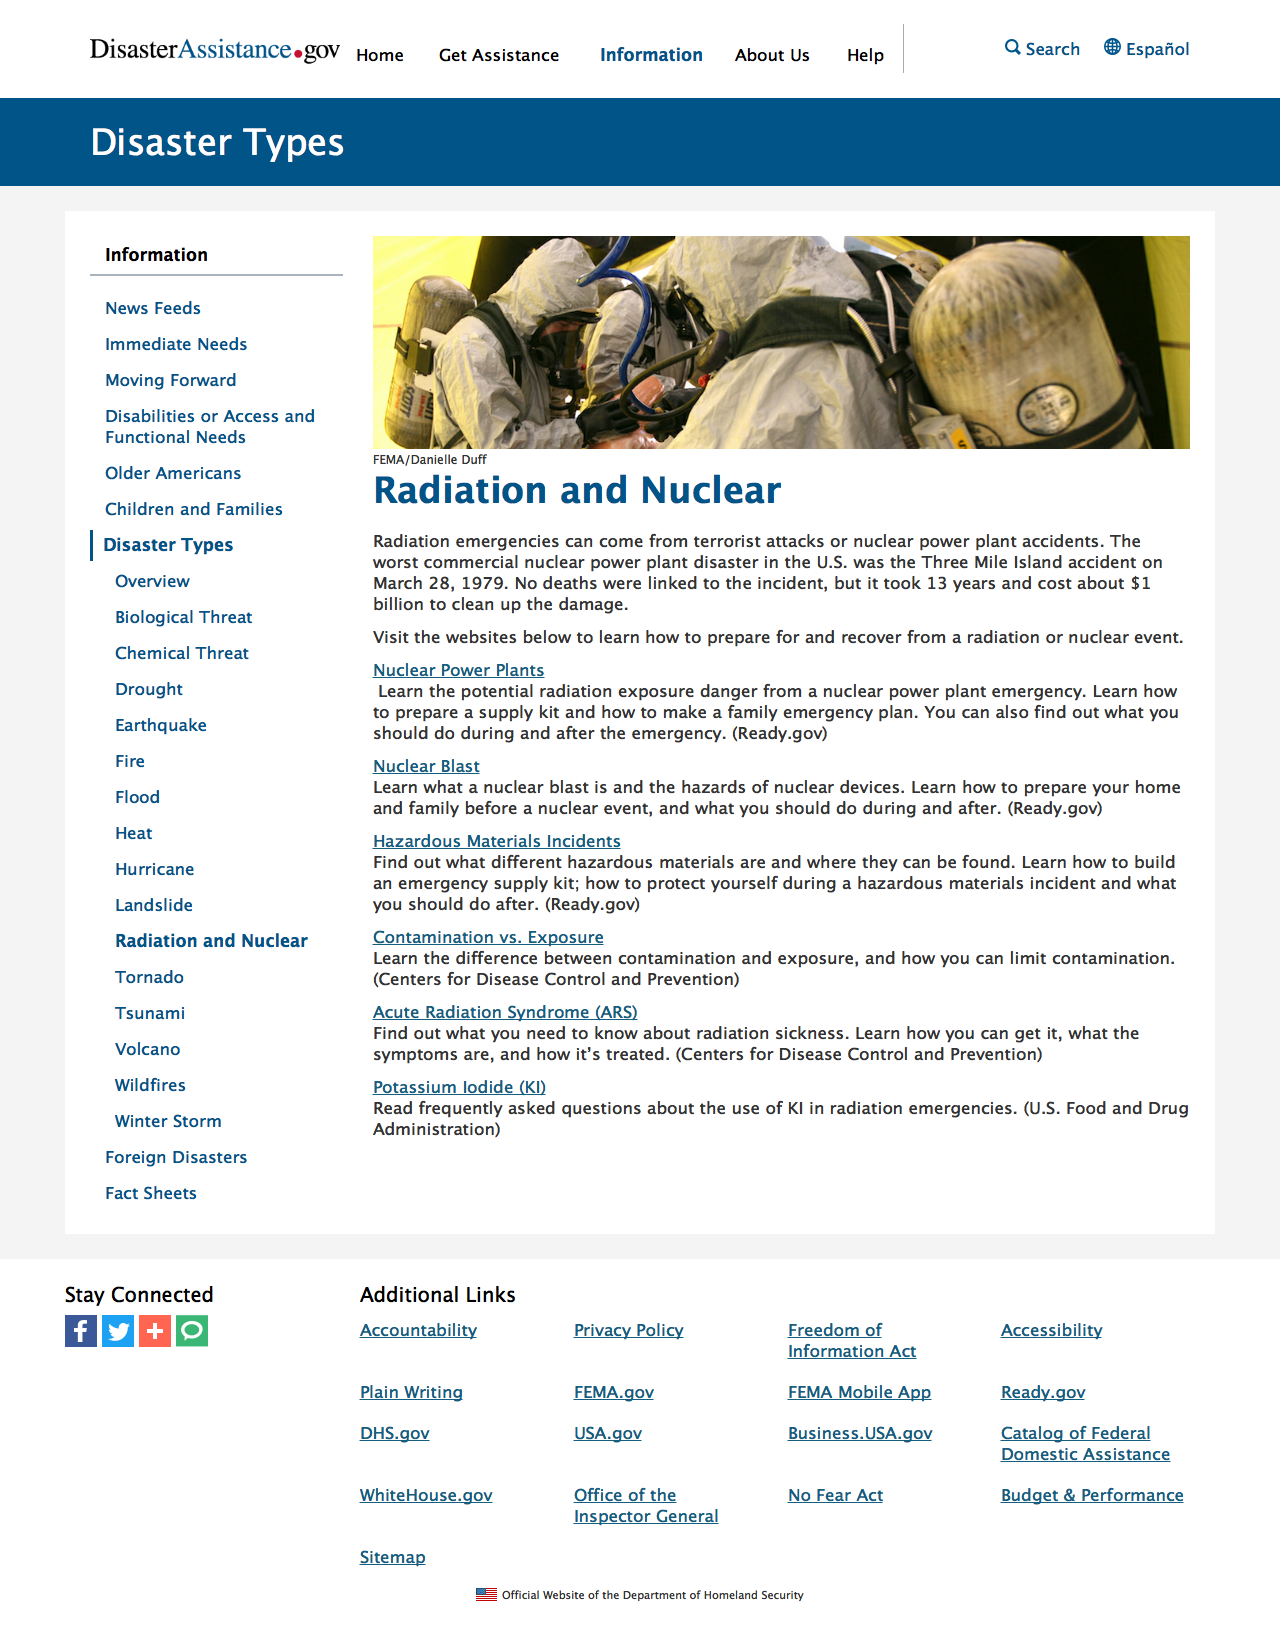 DisasterAssistance.gov
Home
Get Assistance
Information
About Us
Help
Search
Español
Disaster Types
Information
News Feeds
Immediate Needs
Moving Forward
Disabilities or Access and
Functional Needs
Older Americans
Children and Families
Disaster Types
Overview
Biological Threat
Chemical Threat
Drought
Earthquake
Fire
Flood
Heat
Hurricane
Landslide
Radiation and Nuclear
Tornado
Tsunami
Volcano
Wildfires
Winter Storm
Foreign Disasters
Fact Sheets
FEMA/Danielle Duff
Radiation and Nuclear
Radiation emergencies can come from terrorist attacks or nuclear power plant accidents. The
worst commercial nuclear power plant disaster in the U.S. was the Three Mile Island accident on
March 28, 1979. No deaths were linked to the incident, but it took 13 years and cost about $1
billion to clean up the damage.
Visit the websites below to learn how to prepare for and recover from a radiation or nuclear event.
Nuclear Power Plants
Learn the potential radiation exposure danger from a nuclear power plant emergency. Learn how
to prepare a supply kit and how to make a family emergency plan. You can also find out what you
should do during and after the emergency. (Ready.gov)
Nuclear Blast
Learn what a nuclear blast is and the hazards of nuclear devices. Learn how to prepare your home
and family before a nuclear event, and what you should do during and after. (Ready.gov)
Hazardous Materials Incidents
Find out what different hazardous materials are and where they can be found. Learn how to build
an emergency supply kit; how to protect yourself during a hazardous materials incident and what
you should do after. (Ready.gov)
Contamination vs. Exposure
Learn the difference between contamination and exposure, and how you can limit contamination.
(Centers for Disease Control and Prevention)
Acute Radiation Syndrome (ARS)
Find out what you need to know about radiation sickness. Learn how you can get it, what the
symptoms are, and how it’s treated. (Centers for Disease Control and Prevention)
Potassium Iodide (KI)
Read frequently asked questions about the use of KI in radiation emergencies. (U.S. Food and Drug
Administration)
Stay Connected
Additional Links
Accountability
Privacy Policy
Freedom of
Information Act
Accessibility
Plain Writing
FEMA.gov
FEMA Mobile App
Ready.gov
DHS.gov
USA.gov
Business.USA.gov
Catalog of Federal
Domestic Assistance
WhiteHouse.gov
Office of the
Inspector General
No Fear Act
Budget & Performance
Sitemap
Official Website of the Department of Homeland Security